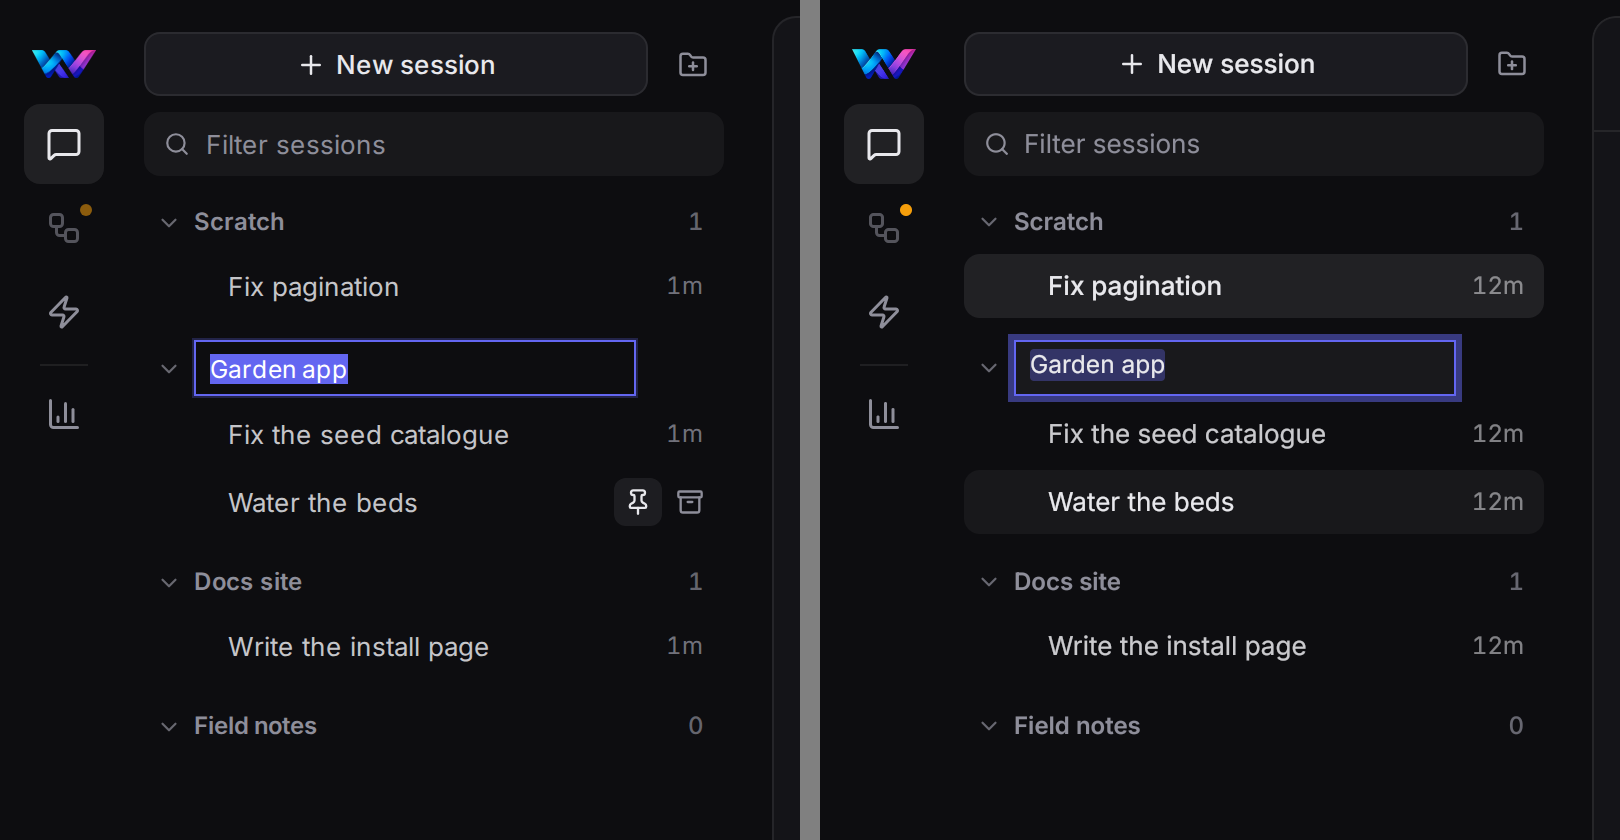 New session
Filter sessions
Scratch 1
Fix pagination 1m
Garden app
Fix the seed catalogue 1m
Water the beds
Docs site 1
Write the install page 1m
Field notes 0
New session
Filter sessions
Scratch 1
Fix pagination 12m
Garden app
Fix the seed catalogue 12m
Water the beds 12m
Docs site 1
Write the install page 12m
Field notes 0